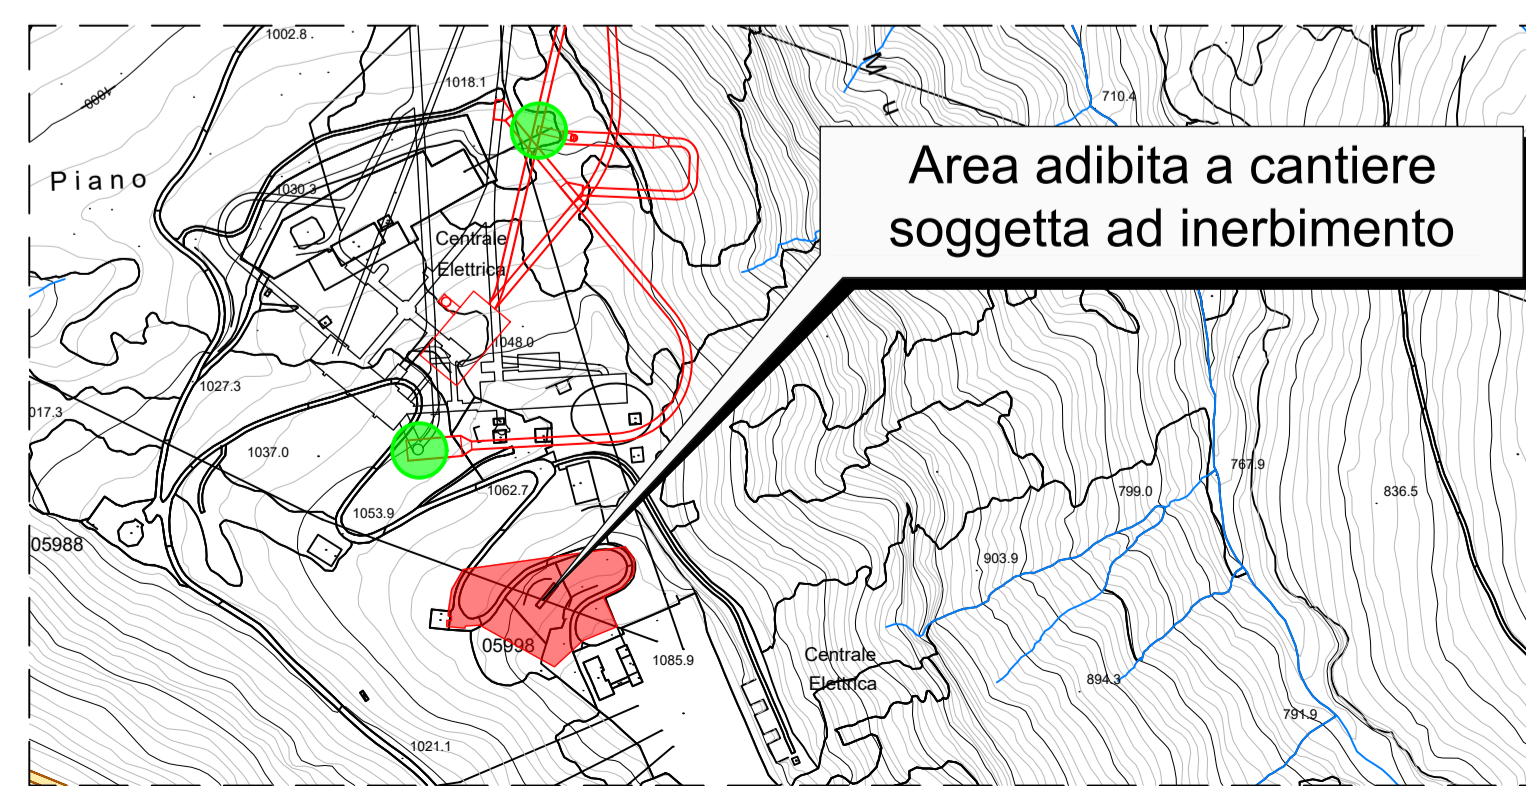 1002.8
1000
1018.1
M
u
710.4
Area adibita a cantiere
soggetta ad inerbimento
Piano
1030.3
Centrale
Elettrica
1048.0
1027.3
017.3
1037.0
1062.7
1053.9
767.9
799.0
836.5
05988
903.9
05998
1085.9
Centrale
Elettrica
894.3
791.9
1021.1